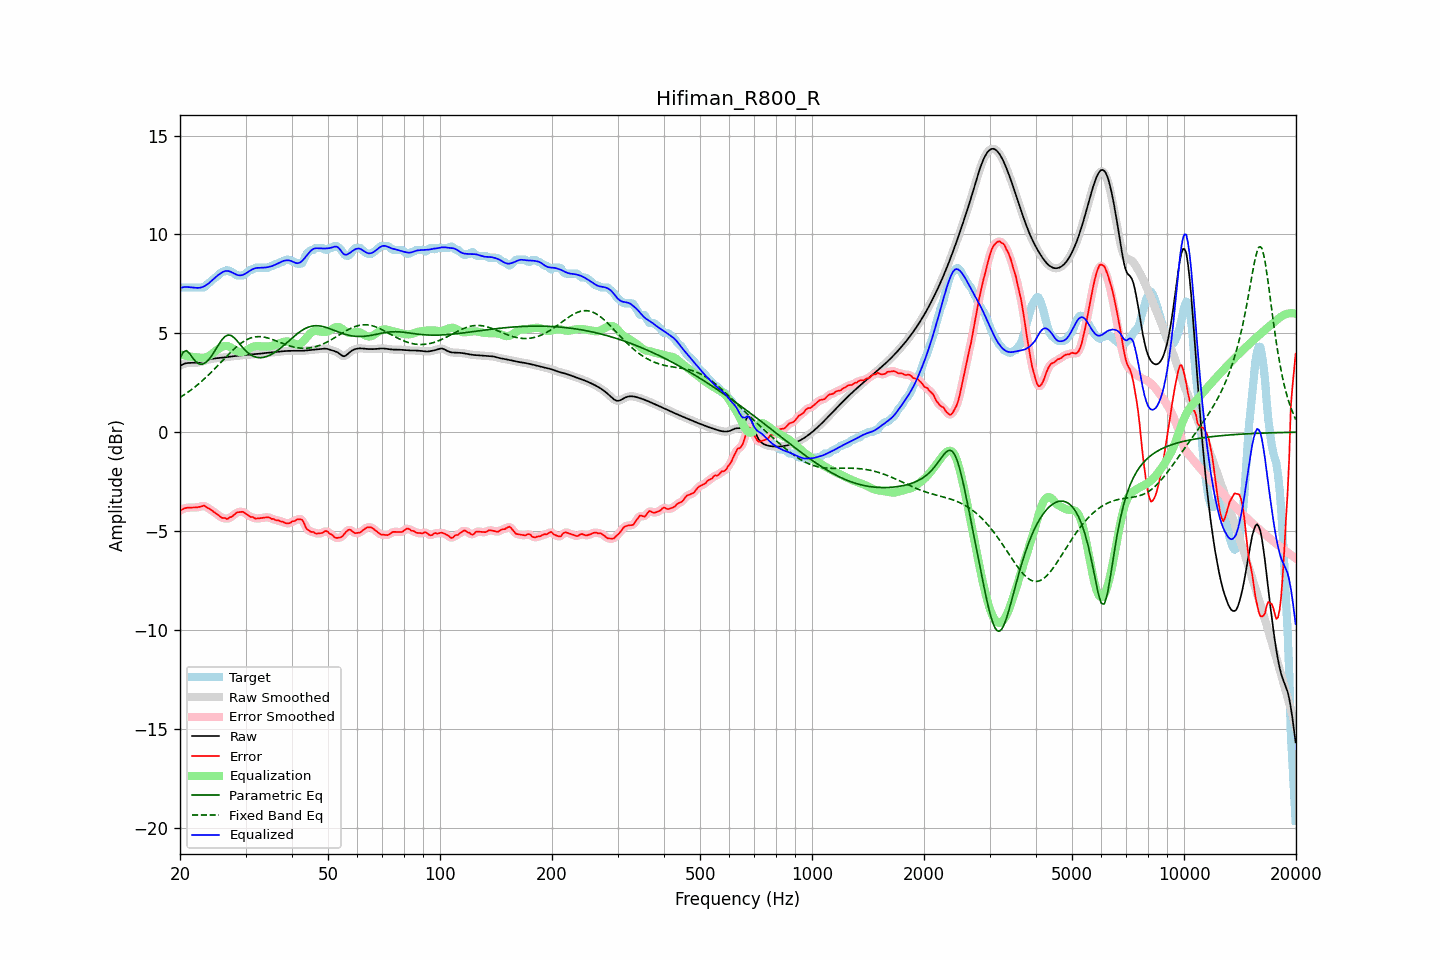 Hifiman_R800_R
15
10
5
0
−5
−10
−15
−20
Amplitude (dBr)
Target
Raw Smoothed
Error Smoothed
Raw
Error
Equalization
Parametric Eq
Fixed Band Eq
Equalized
20 50 100 200 500 1000 2000 5000 10000 20000
Frequency (Hz)